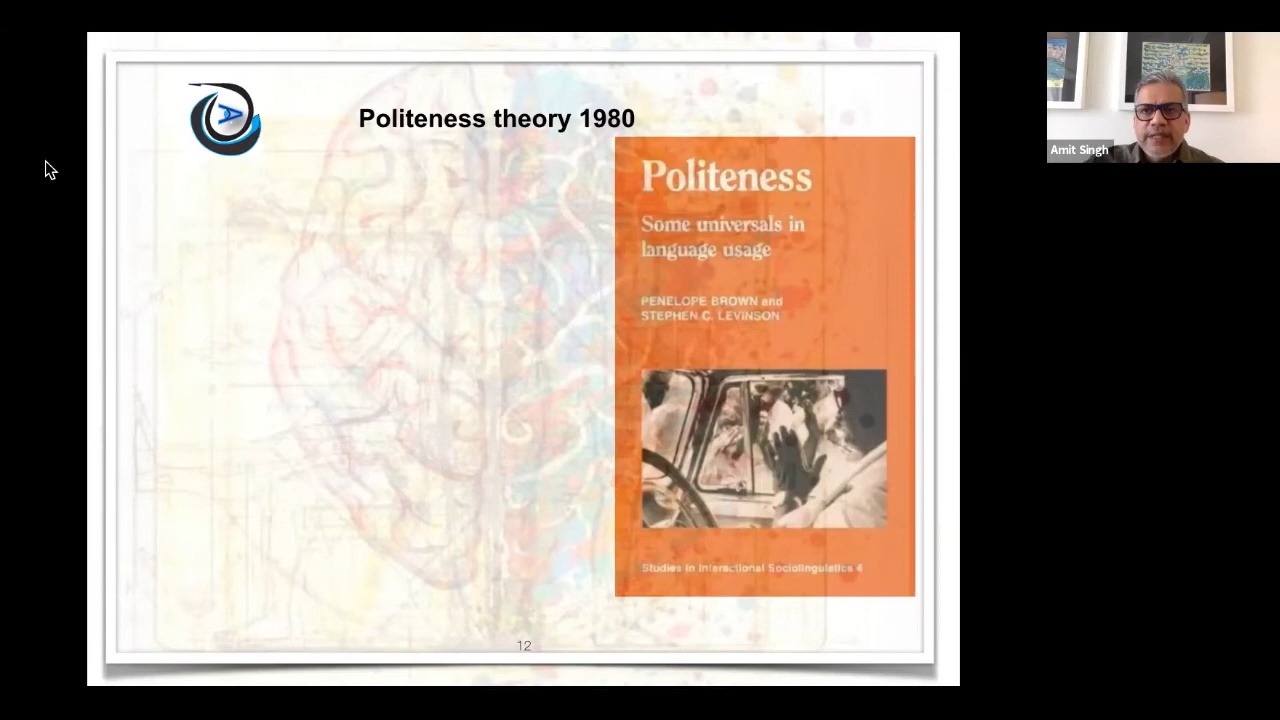 Politeness theory 1980
Politeness
Some universals in
language usage
PENELOPE BROWN and
STEPHEN C. LEVINSON
Studies in Interactional Sociolinguistics 4
12
Amit Singh